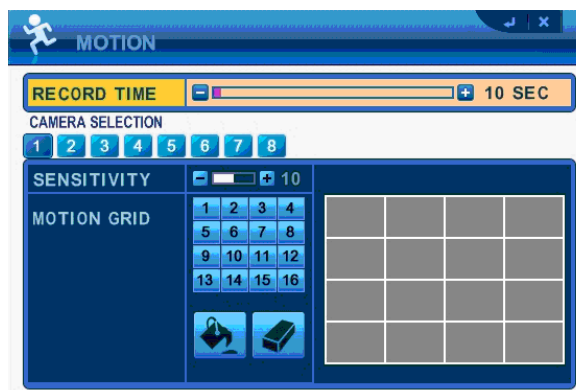 MOTION
RECORD TIME 10 SEC
CAMERA SELECTION
1 2 3 4 5 6 7 8
SENSITIVITY 10
MOTION GRID
1 2 3 4
5 6 7 8
9 10 11 12
13 14 15 16